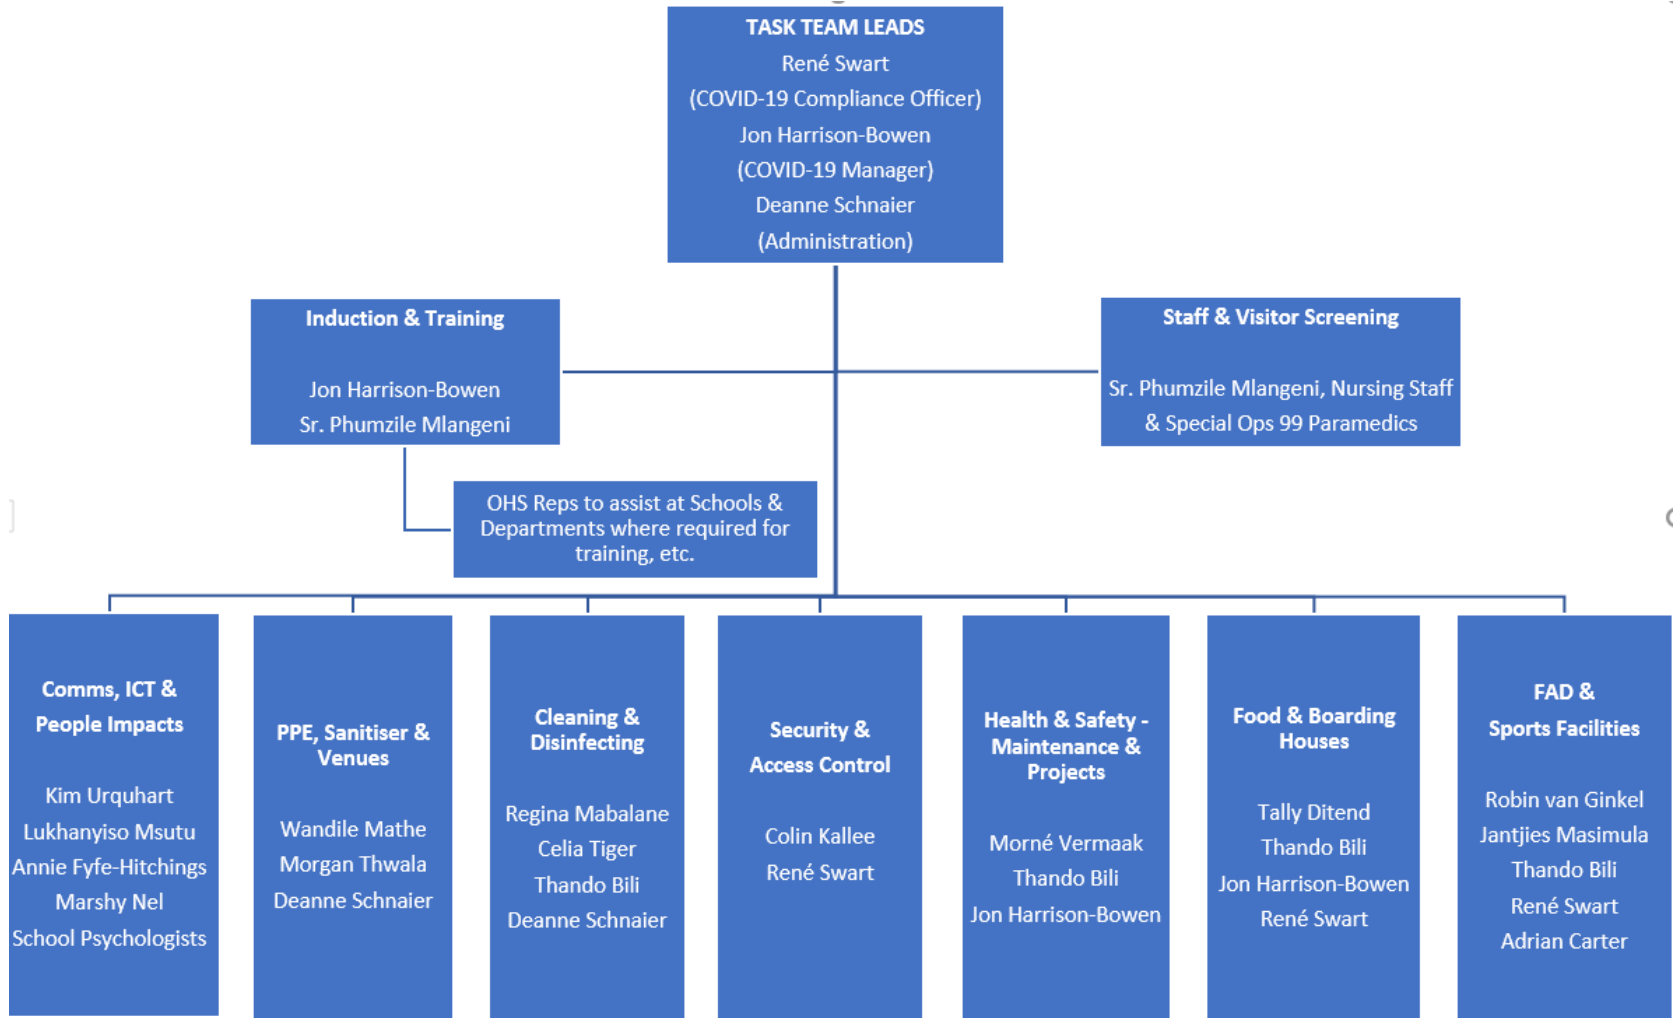 TASK TEAM LEADS
René Swart
(COVID-19 Compliance Officer)
Jon Harrison-Bowen
(COVID-19 Manager)
Deanne Schnaier
(Administration)
Induction & Training
Jon Harrison-Bowen
Sr. Phumzile Mlangeni
Staff & Visitor Screening
Sr. Phumzile Mlangeni, Nursing Staff
& Special Ops 99 Paramedics
OHS Reps to assist at Schools &
Departments where required for
training, etc.
Comms, ICT &
People Impacts
Kim Urquhart
Lukhanyiso Msutu
Annie Fyfe-Hitchings
Marshy Nel
School Psychologists
PPE, Sanitiser &
Venues
Wandile Mathe
Morgan Thwala
Deanne Schnaier
Cleaning &
Disinfecting
Regina Mabalane
Celia Tiger
Thando Bili
Deanne Schnaier
Security &
Access Control
Colin Kallee
René Swart
Health & Safety -
Maintenance &
Projects
Morné Vermaak
Thando Bili
Jon Harrison-Bowen
Food & Boarding
Houses
Tally Ditend
Thando Bili
Jon Harrison-Bowen
René Swart
FAD &
Sports Facilities
Robin van Ginkel
Jantjies Masimula
Thando Bili
René Swart
Adrian Carter